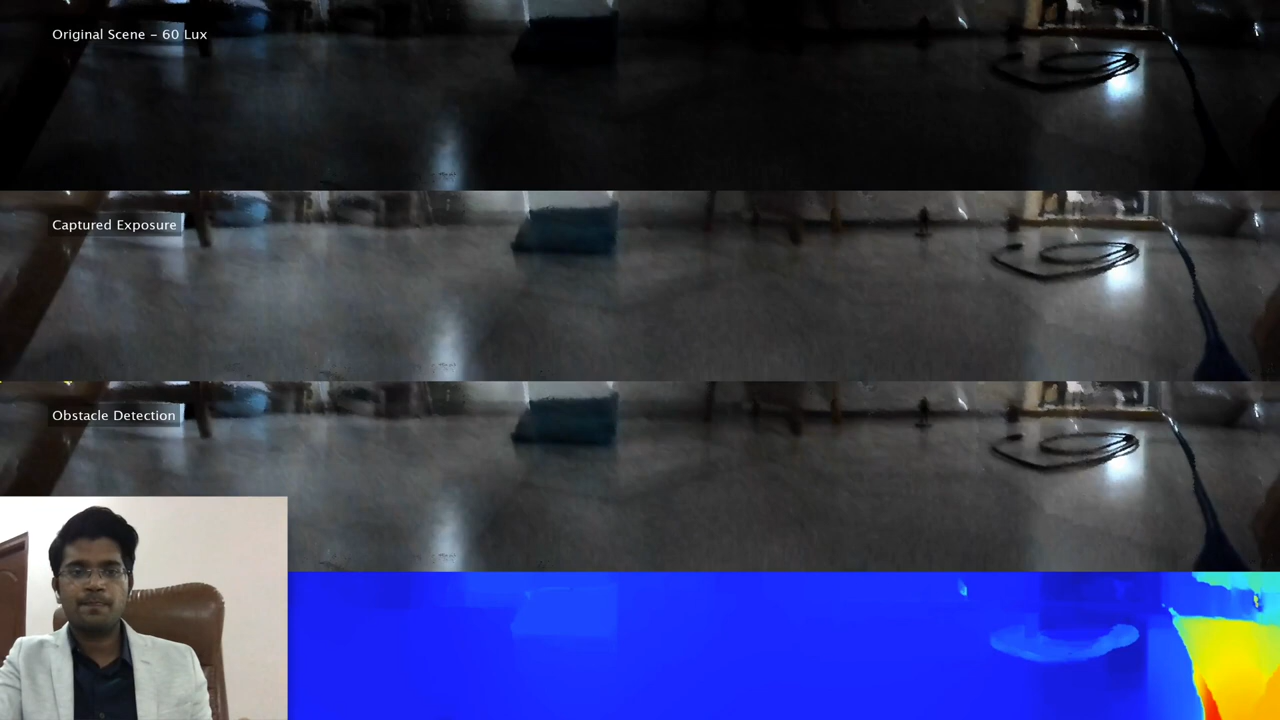 Original Scene – 60 Lux
Captured Exposure
Obstacle Detection